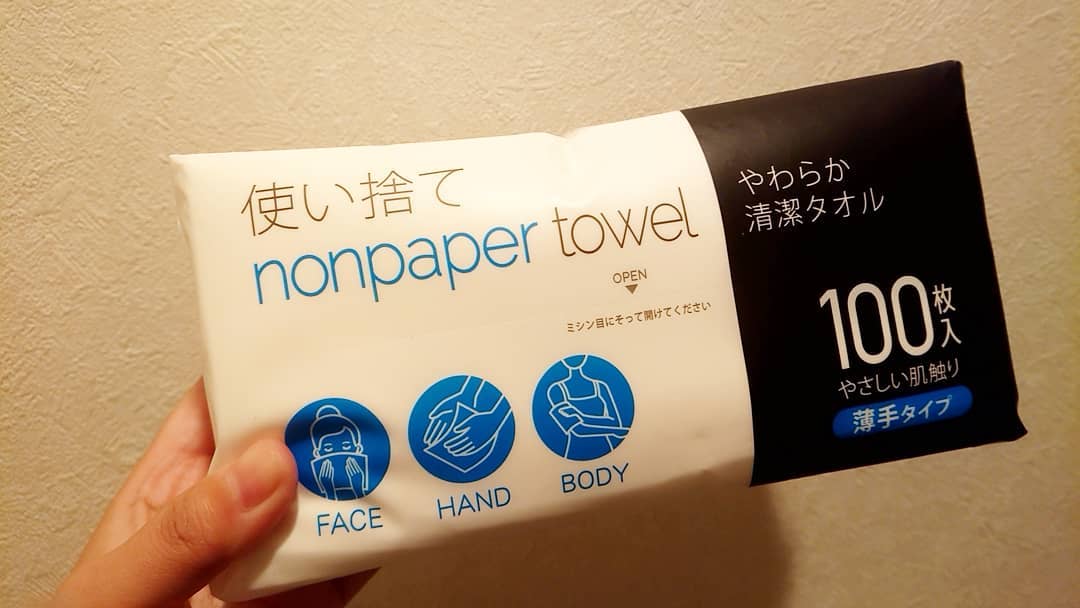 使い捨て
nonpaper towel
OPEN
ミシン目にそって開けてください
FACE
HAND
BODY
やわらか
清潔タオル
100枚入
やさしい肌触り
薄手タイプ